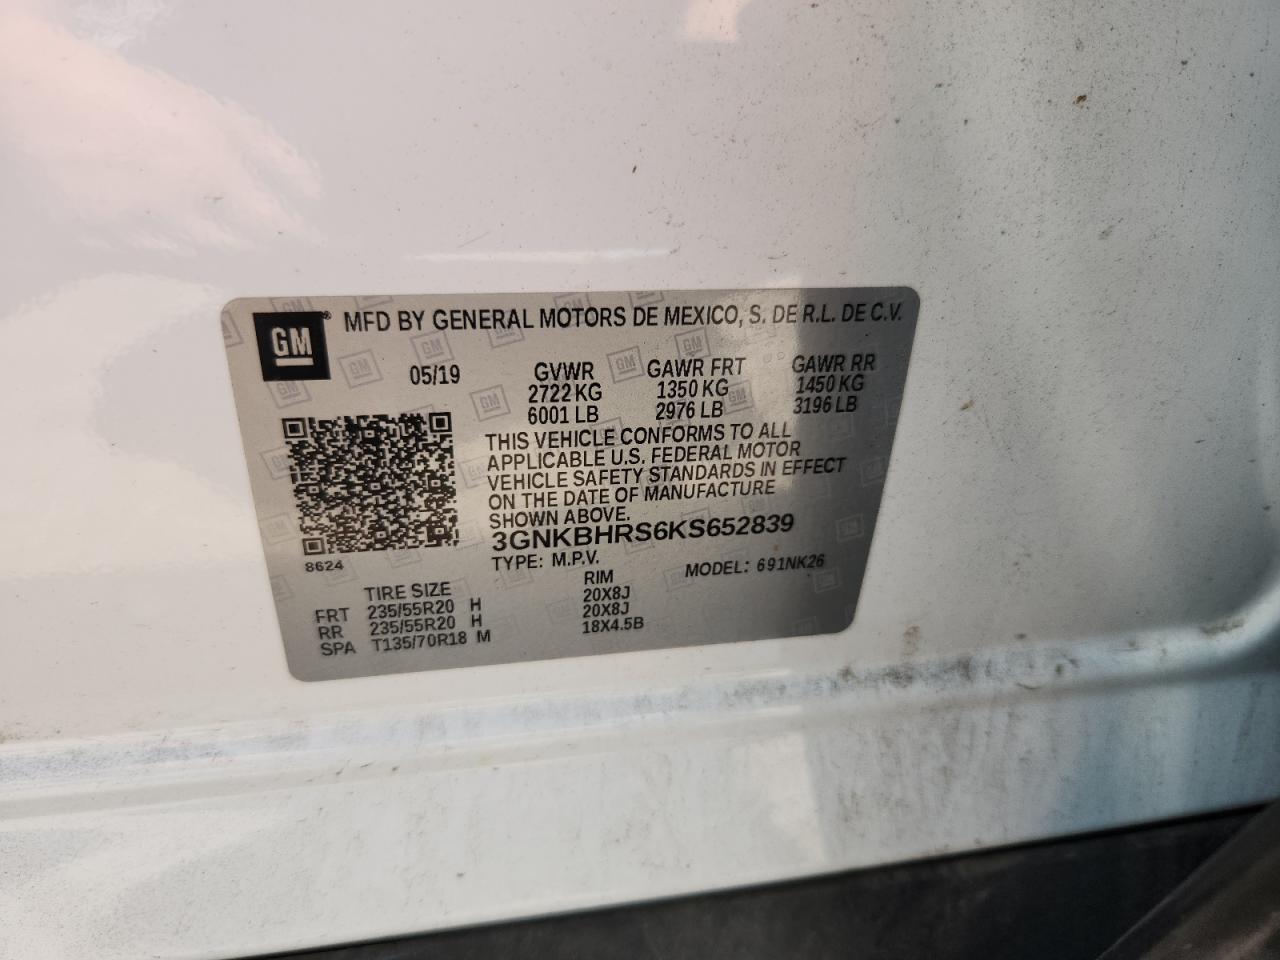 GM® MFD BY GENERAL MOTORS DE MEXICO, S. DE R.L. DE C.V.
05/19 GVWR GAWR FRT GAWR RR
2722 KG 1350 KG 1450 KG
6001 LB 2976 LB 3196 LB
THIS VEHICLE CONFORMS TO ALL
APPLICABLE U.S. FEDERAL MOTOR
VEHICLE SAFETY STANDARDS IN EFFECT
ON THE DATE OF MANUFACTURE
SHOWN ABOVE.
3GNKBHRS6KS652839
8624 TYPE: M.P.V. MODEL: 691NK26
TIRE SIZE RIM
FRT 235/55R20 H 20X8J
RR 235/55R20 H 20X8J
SPA T135/70R18 M 18X4.5B